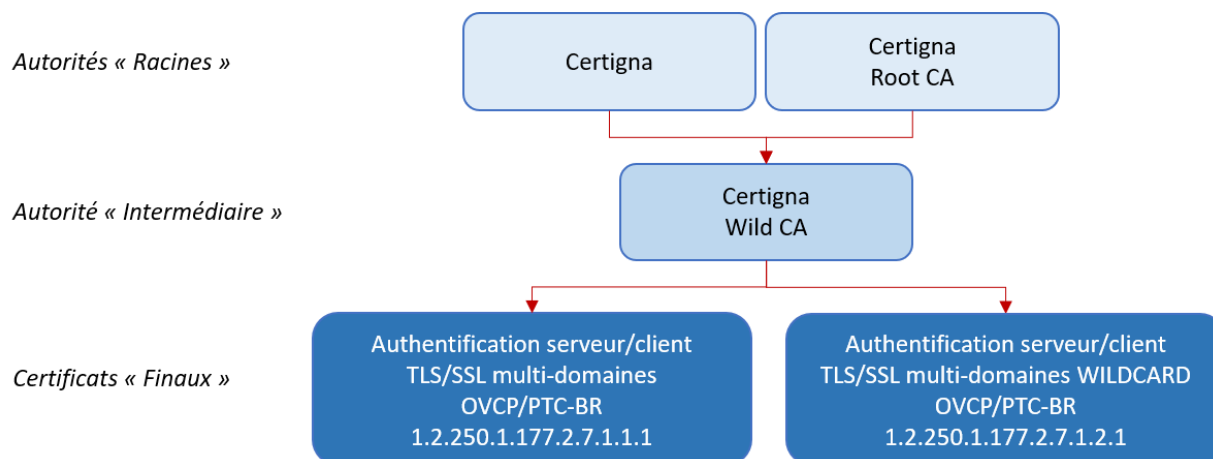 Autorités « Racines »
Certigna
Certigna
Root CA
Autorité « Intermédiaire »
Certigna
Wild CA
Certificats « Finaux »
Authentification serveur/client
TLS/SSL multi-domaines
OVCP/PTC-BR
1.2.250.1.177.2.7.1.1.1
Authentification serveur/client
TLS/SSL multi-domaines WILDCARD
OVCP/PTC-BR
1.2.250.1.177.2.7.1.2.1